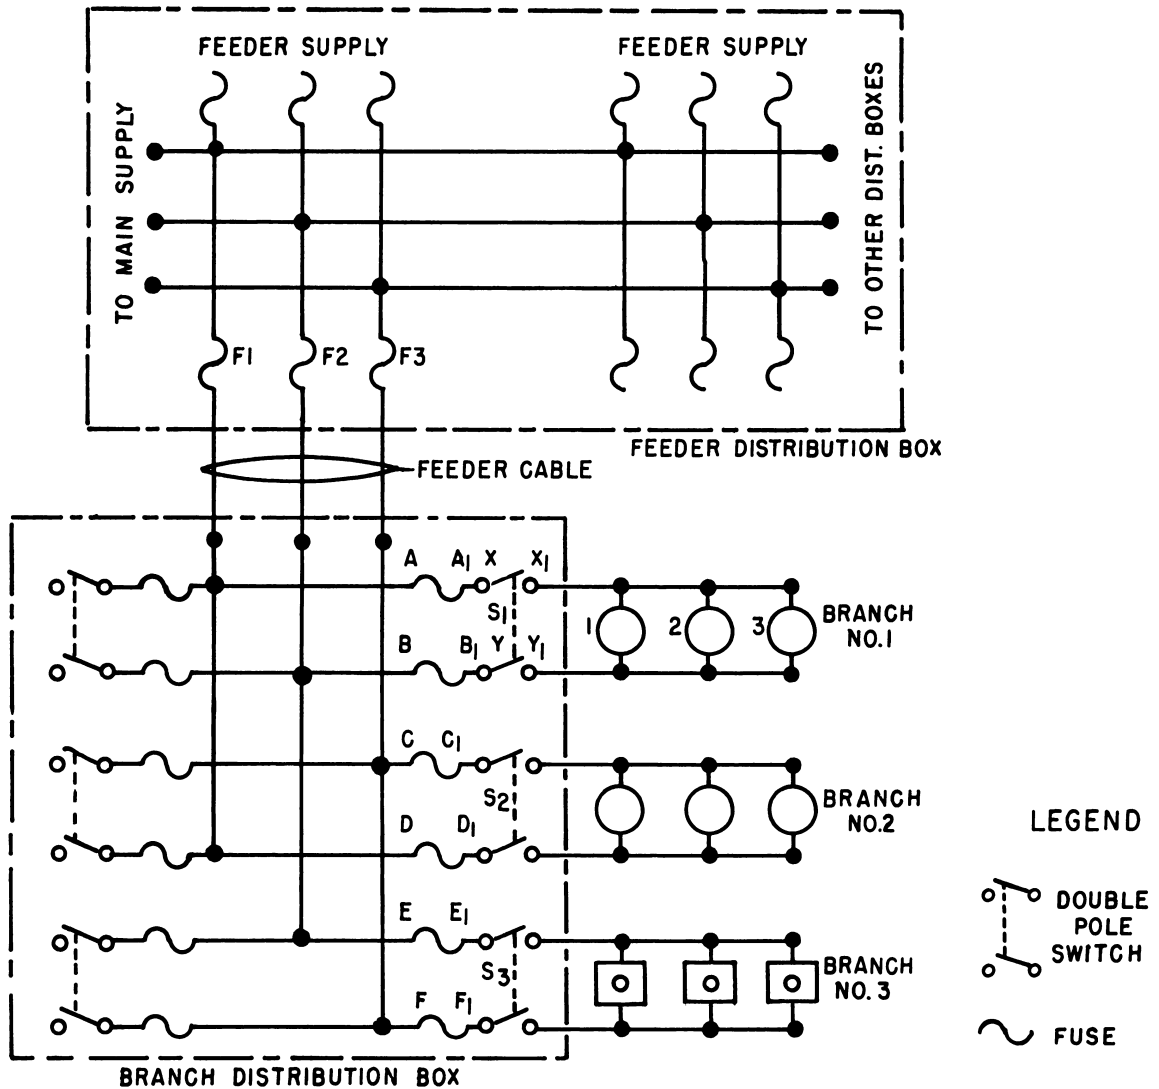 FEEDER SUPPLY
FEEDER SUPPLY
TO MAIN SUPPLY
TO OTHER DIST. BOXES
F1
F2
F3
FEEDER DISTRIBUTION BOX
FEEDER CABLE
A
A1
X
X1
S1
1
2
3
BRANCH
NO.1
B
B1
Y
Y1
C
C1
S2
BRANCH
NO.2
D
D1
LEGEND
DOUBLE
POLE
SWITCH
E
E1
S3
BRANCH
NO. 3
F
F1
FUSE
BRANCH DISTRIBUTION BOX